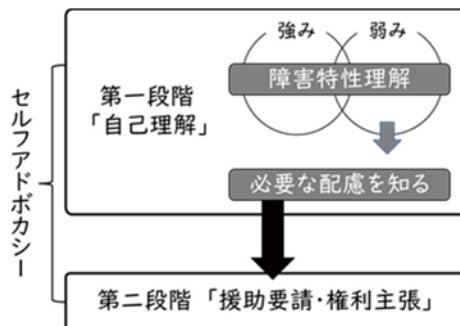 セルフアドボカシー
第一段階
「自己理解」
強み
弱み
障害特性理解
必要な配慮を知る
第二段階「援助要請・権利主張」